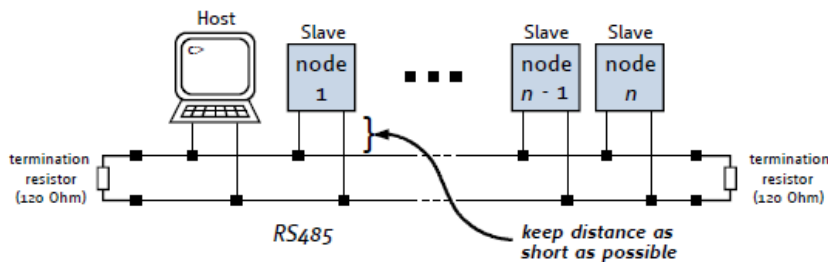 Host
C>
Slave
node
1
Slave
node
n - 1
Slave
node
n
termination
resistor
(120 Ohm)
termination
resistor
(120 Ohm)
RS485
keep distance as
short as possible